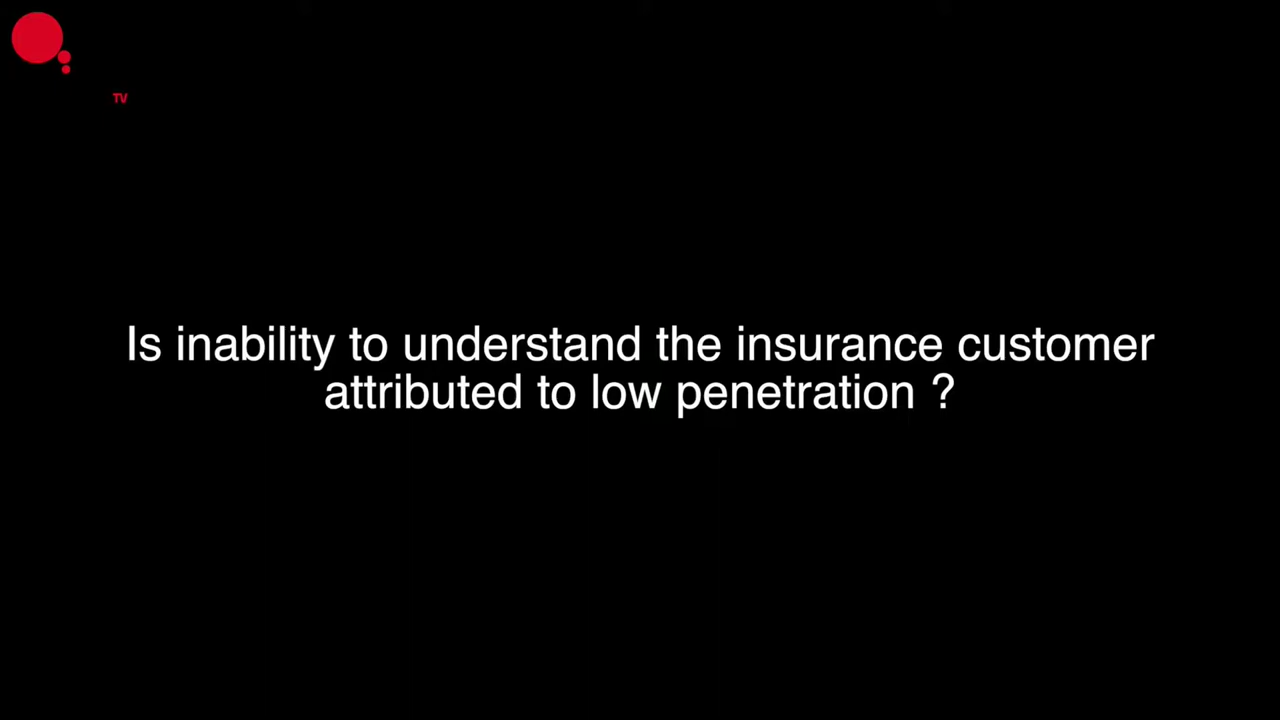 TV
Is inability to understand the insurance customer
attributed to low penetration ?